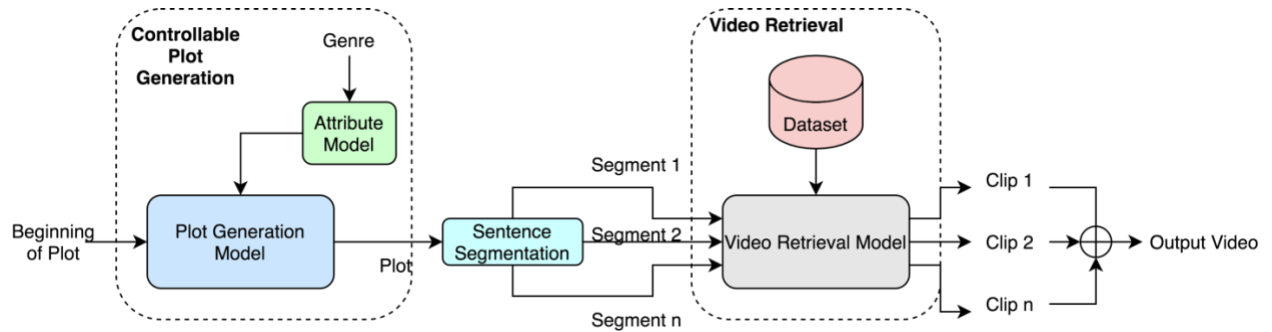 Controllable
Plot
Generation
Genre
Attribute
Model
Beginning
of Plot
Plot Generation
Model
Plot
Sentence
Segmentation
Segment 1
Segment 2
Segment n
Video Retrieval
Dataset
Video Retrieval Model
Clip 1
Clip 2
Clip n
Output Video